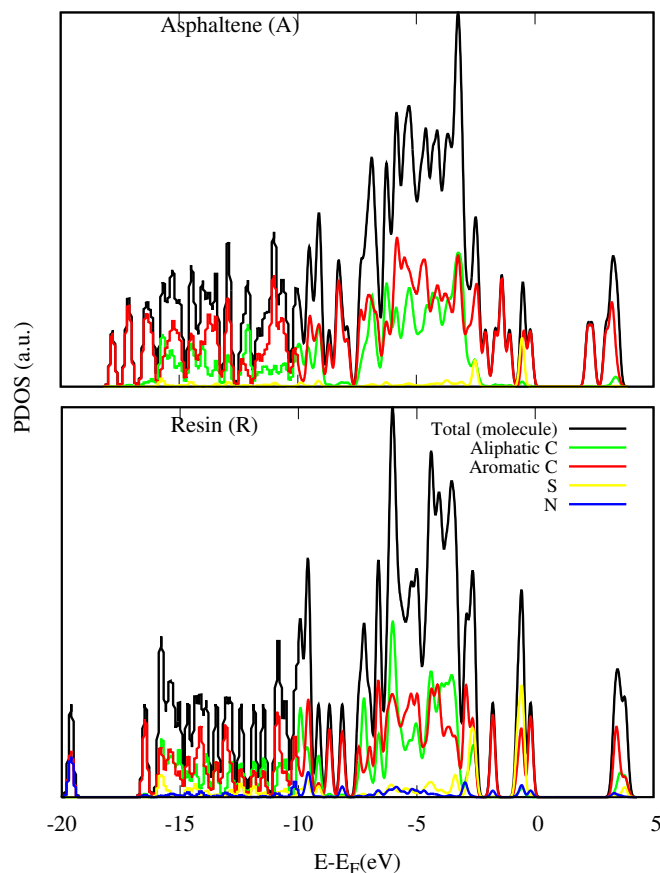 Asphaltene (A)
PDOS (a.u.)
Resin (R)
Total (molecule)
Aliphatic C
Aromatic C
S
N
-20 -15 -10 -5 0 5
E-E_F(eV)